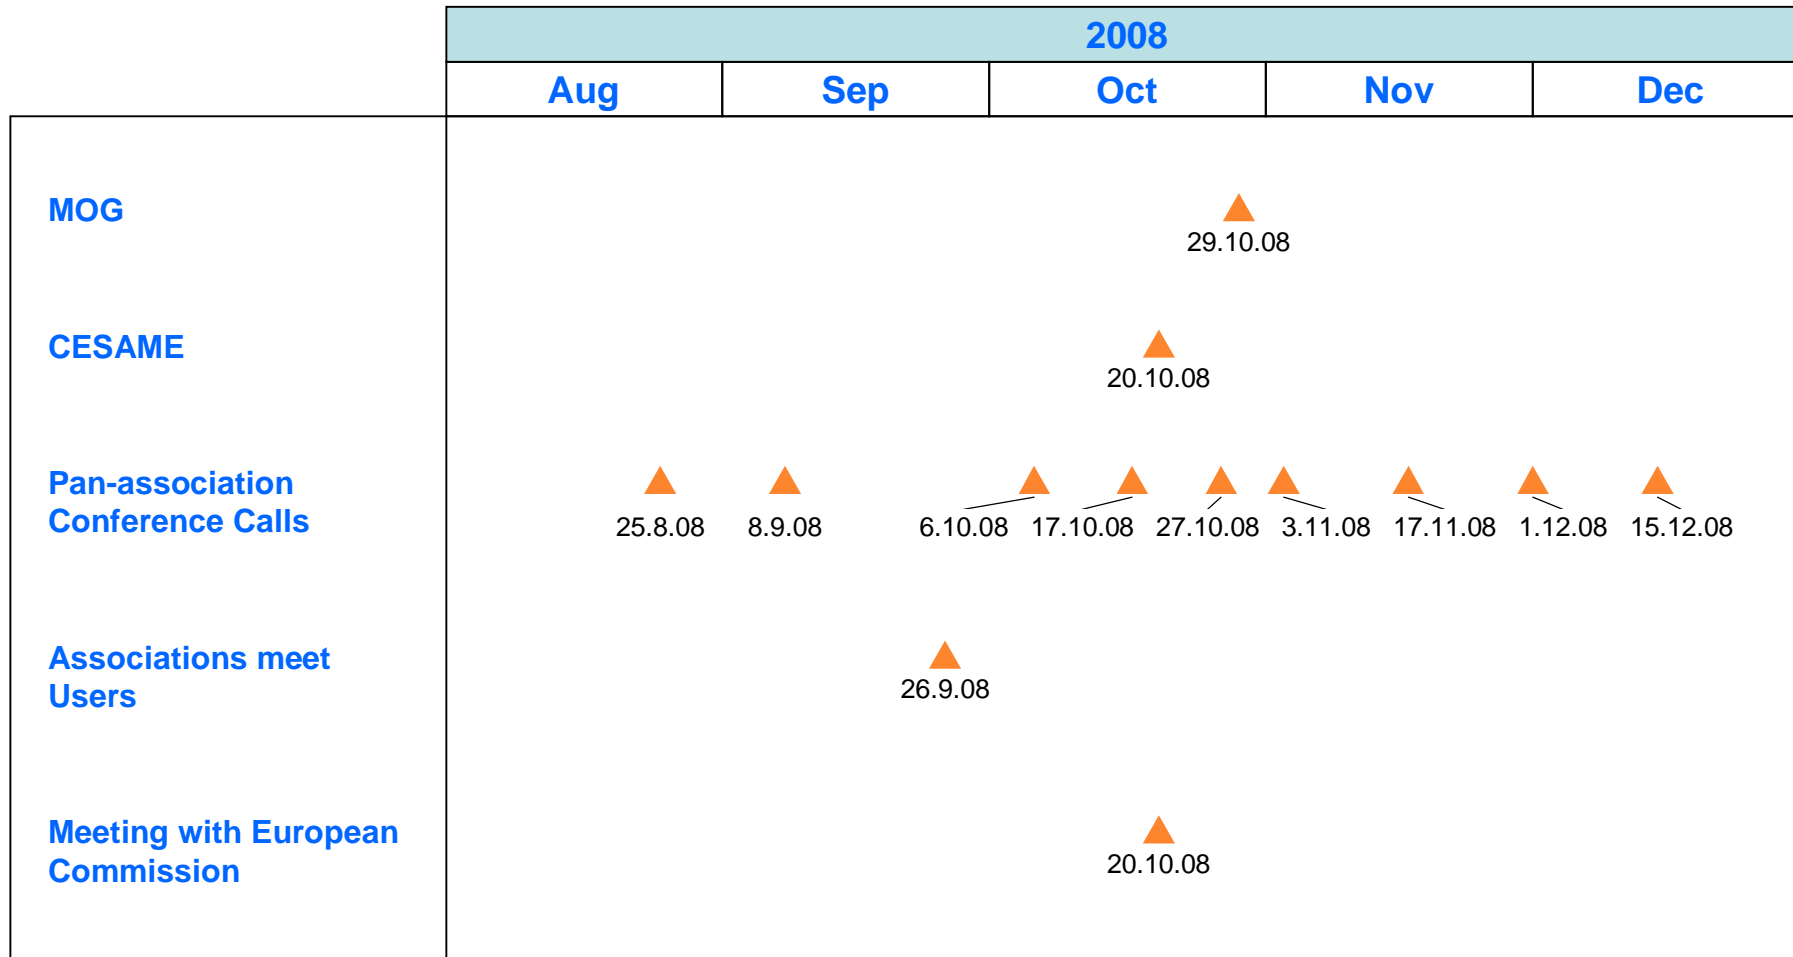 2008
Aug Sep Oct Nov Dec
MOG
29.10.08
CESAME
20.10.08
Pan-association
Conference Calls
25.8.08 8.9.08 6.10.08 17.10.08 27.10.08 3.11.08 17.11.08 1.12.08 15.12.08
Associations meet
Users
26.9.08
Meeting with European
Commission
20.10.08